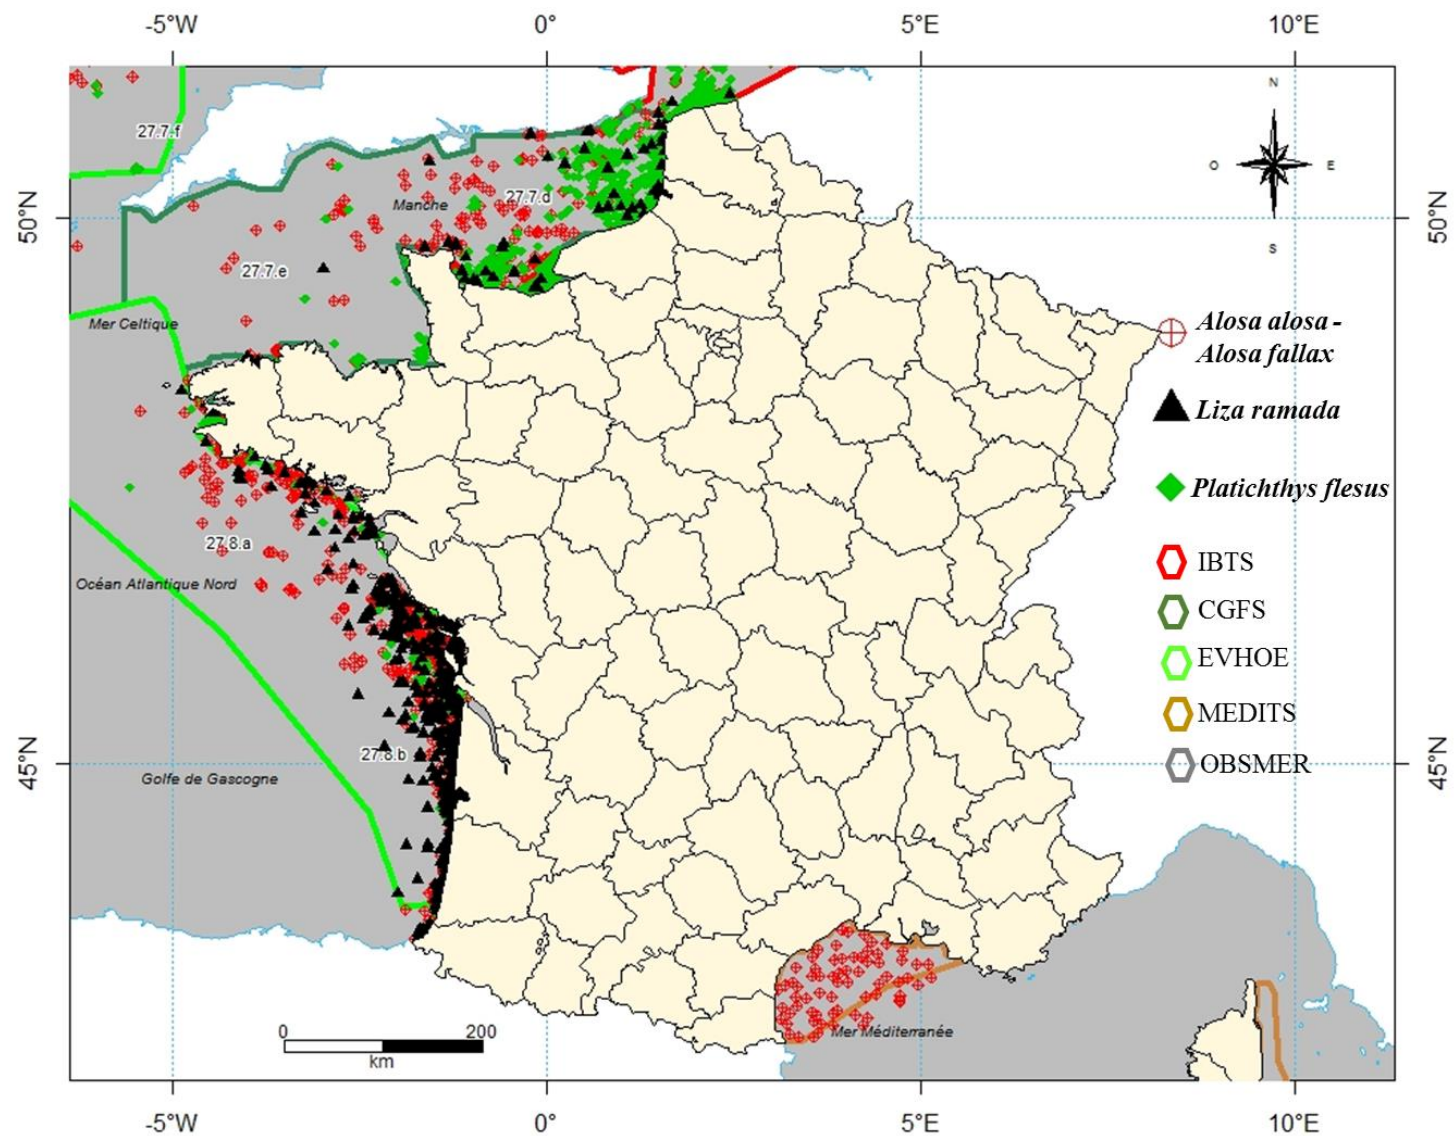 -5°W 0° 5°E 10°E
N
27.7.f
O E
27.7.d
Manche
50°N 50°N
S
27.7.e
Mer Celtique
Alosa alosa -
Alosa fallax
Liza ramada
Platichthys flesus
27.8.a
IBTS
Océan Atlantique Nord
CGFS
EVHOE
MEDITS
27.8.b
45°N 45°N
OBSMER
Golfe de Gascogne
0 200
km
Mer Méditerranée
-5°W 0° 5°E 10°E